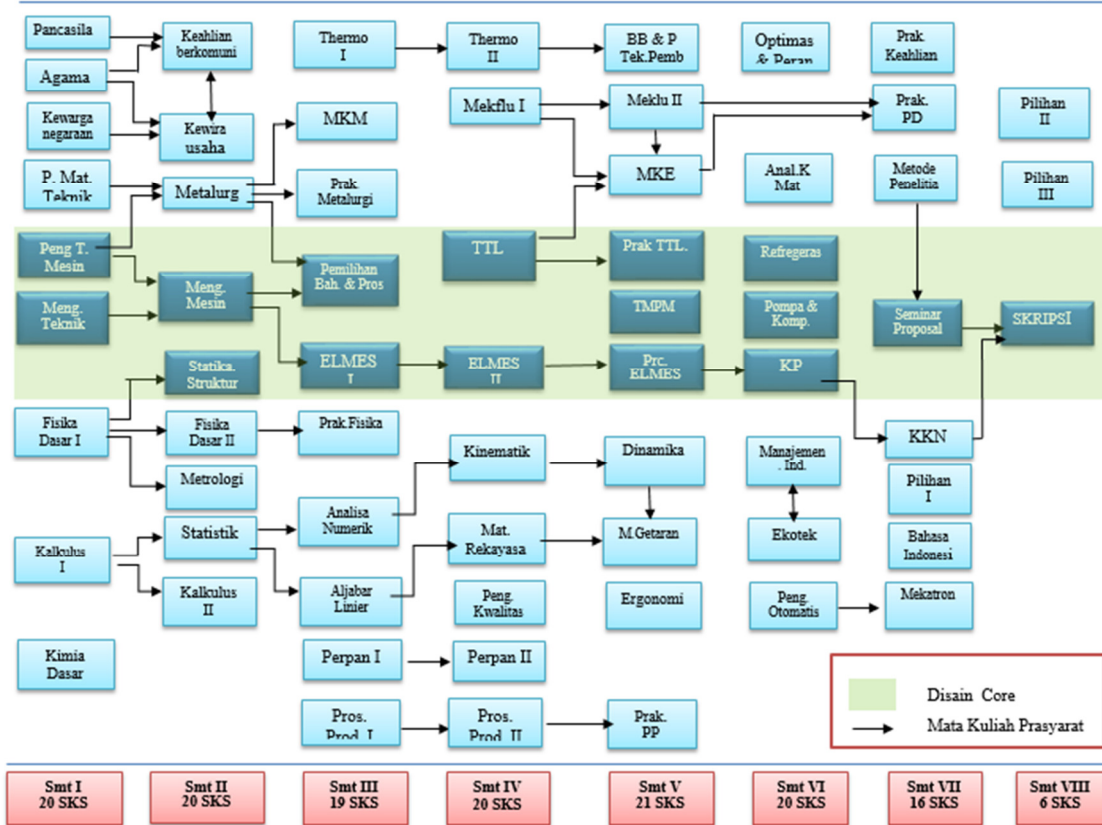 Pancasila
Keahlian
berkomuni
Thermo
I
Thermo
II
BB & P
Tek.Pemb
Optimas
& Peran
Prak.
Keahlian
Agama
Kewarga
negaraan
Kewira
usaha
MKM
Mekflu I
Meklu II
Prak.
PD
Pilihan
II
P. Mat.
Teknik
Metalurg
Prak.
Metalurgi
MKE
Anal.K
Mat
Metode
Penelitia
Pilihan
III
Peng T.
Mesin
Meng.
Mesin
Pemilihan
Bah. & Pros
TTL
Prak TTL.
Refregeras
Meng.
Teknik
TMPM
Pompa &
Komp.
Seminar
Proposal
SKRIPSI
Statika.
Struktur
ELMES
I
ELMES
II
Prc.
ELMES
KP
Fisika
Dasar I
Fisika
Dasar II
Prak.Fisika
Kinematik
Dinamika
Manajemen
. Ind.
KKN
Metrologi
Pilihan
I
Kalkulus
I
Statistik
Analisa
Numerik
Mat.
Rekayasa
M.Getaran
Ekotek
Bahasa
Indonesi
Kalkulus
II
Aljabar
Linier
Peng.
Kwalitas
Ergonomi
Peng.
Otomatis
Mekatron
Kimia
Dasar
Perpan I
Perpan II
Pros.
Prod. I
Pros.
Prod. II
Prak.
PP
Disain Core
Mata Kuliah Prasyarat
Smt I
20 SKS
Smt II
20 SKS
Smt III
19 SKS
Smt IV
20 SKS
Smt V
21 SKS
Smt VI
20 SKS
Smt VII
16 SKS
Smt VIII
6 SKS